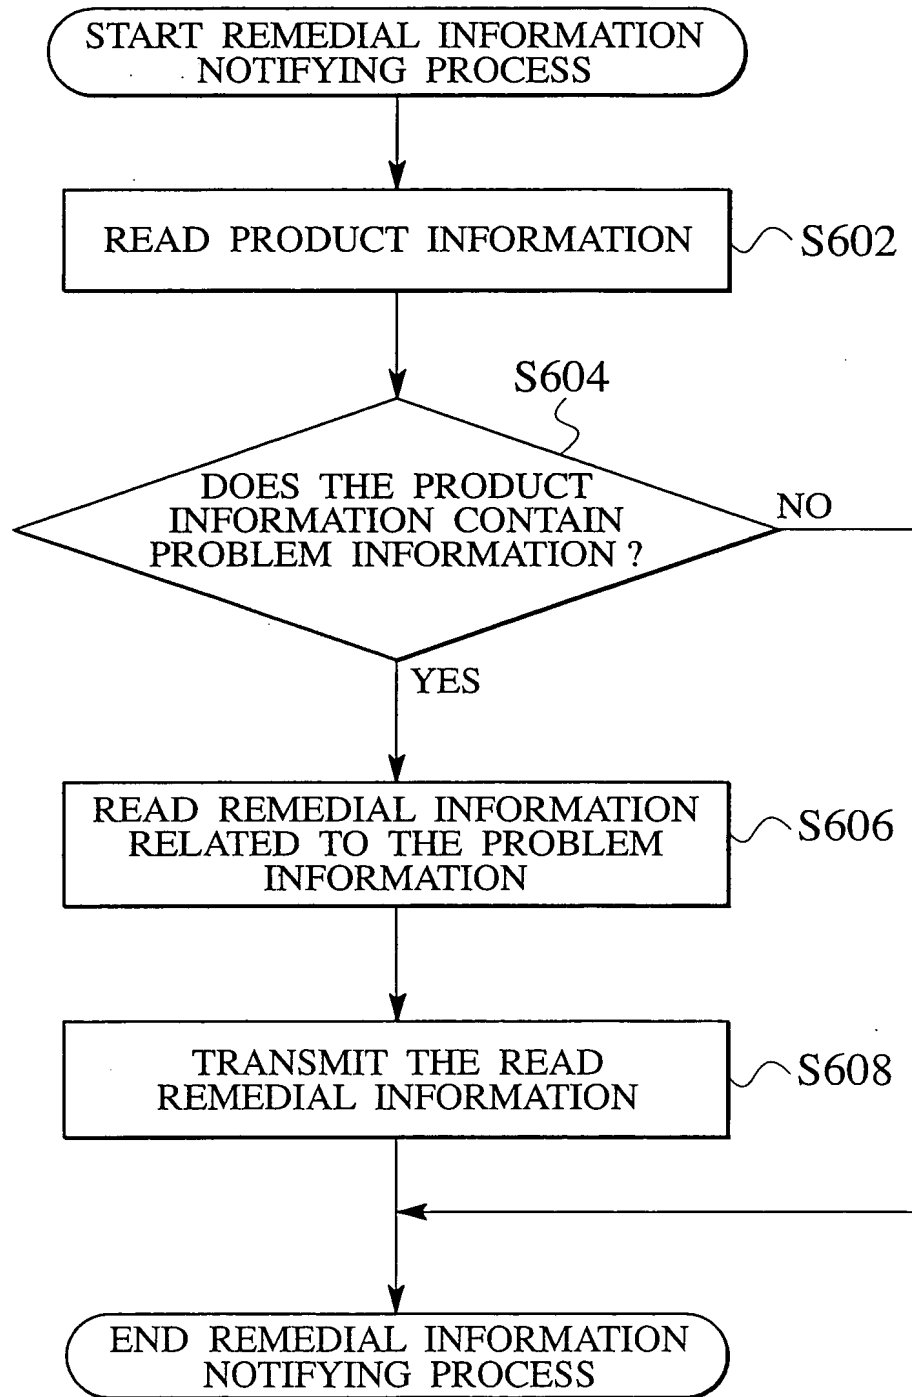 START REMEDIAL INFORMATION
NOTIFYING PROCESS
READ PRODUCT INFORMATION
S602
S604
DOES THE PRODUCT
INFORMATION CONTAIN
PROBLEM INFORMATION ?
NO
YES
READ REMEDIAL INFORMATION
RELATED TO THE PROBLEM
INFORMATION
S606
TRANSMIT THE READ
REMEDIAL INFORMATION
S608
END REMEDIAL INFORMATION
NOTIFYING PROCESS